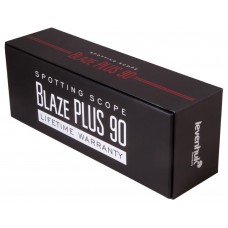 SPOTTING SCOPE
BLAZE PLUS 90
LIFETIME WARRANTY
levenhuk